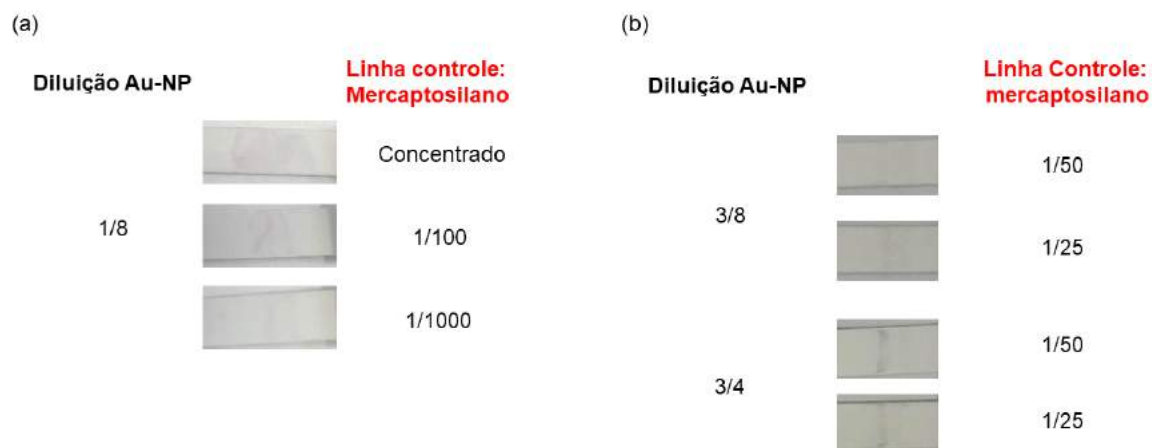 (a)
Diluição Au-NP
Linha controle:
Mercaptosilano
Concentrado
1/8
1/100
1/1000
(b)
Diluição Au-NP
Linha Controle:
mercaptosilano
3/8
1/50
1/25
3/4
1/50
1/25